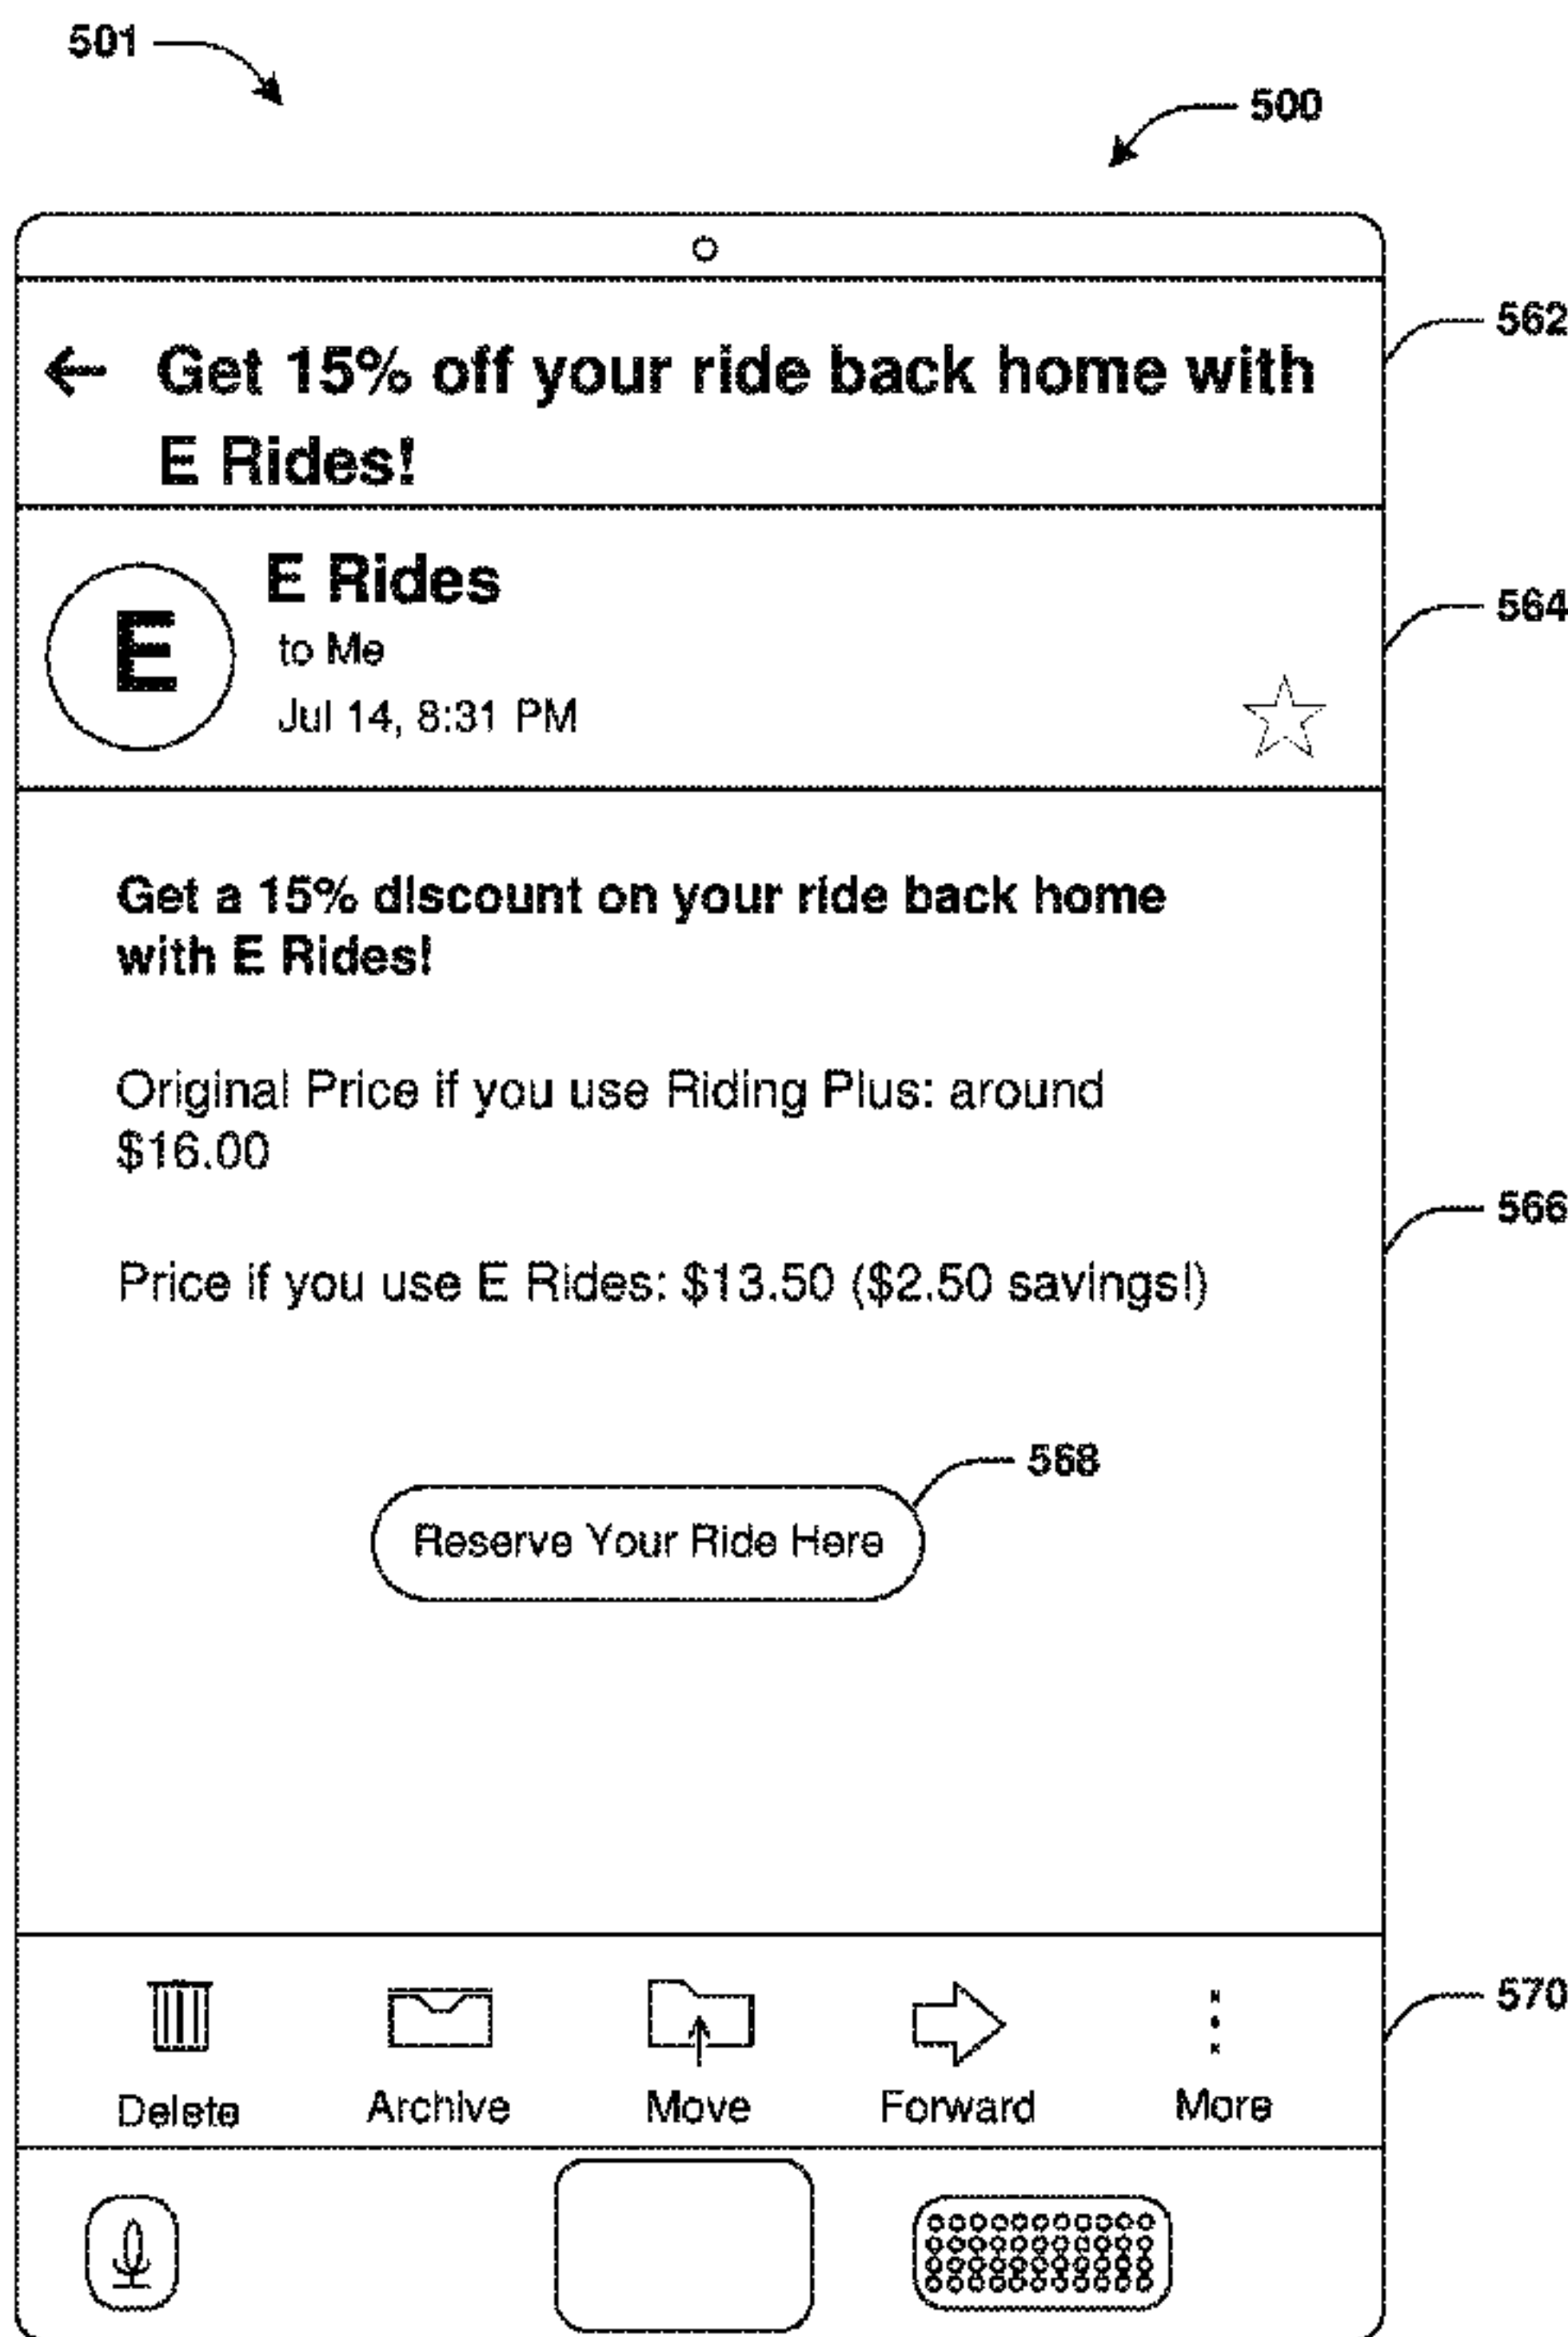 501
500
562
← Get 15% off your ride back home with
E Rides!
564
E
E Rides
to Me
Jul 14, 8:31 PM
Get a 15% discount on your ride back home
with E Rides!
Original Price if you use Riding Plus: around
$16.00
566
Price if you use E Rides: $13.50 ($2.50 savings!)
568
Reserve Your Ride Here
570
Delete Archive Move Forward More